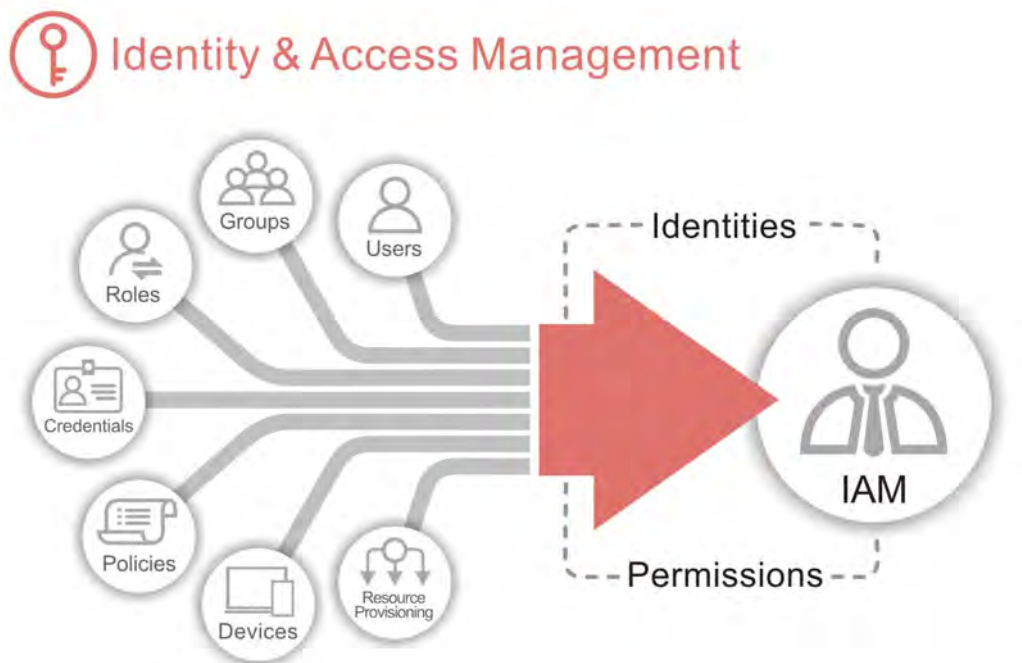 Identity & Access Management
Groups
Users
Roles
Credentials
Policies
Devices
Resource
Provisioning
Identities
IAM
Permissions